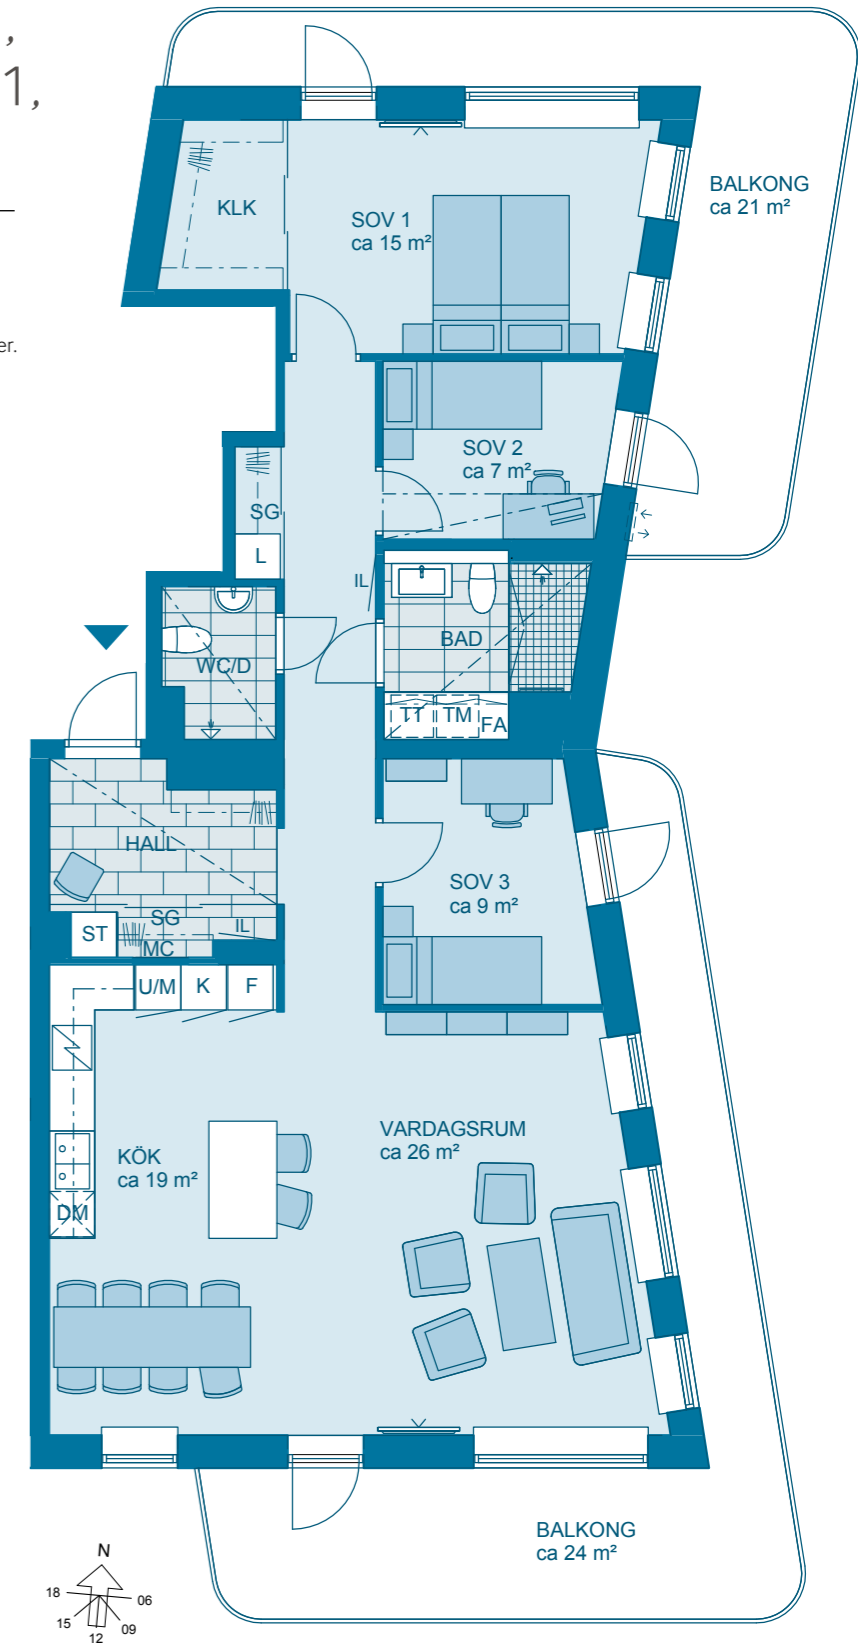 ,
1,
er.
BALKONG
ca 21 m²
KLK
SOV 1
ca 15 m²
SOV 2
ca 7 m²
SG
L
IL
BAD
WC/D
TT
TM
FA
HALL
SOV 3
ca 9 m²
SG
ST
IL
MC
U/M
K
F
VARDAGSRUM
ca 26 m²
KÖK
ca 19 m²
DM
BALKONG
ca 24 m²
N
18
06
15
09
12